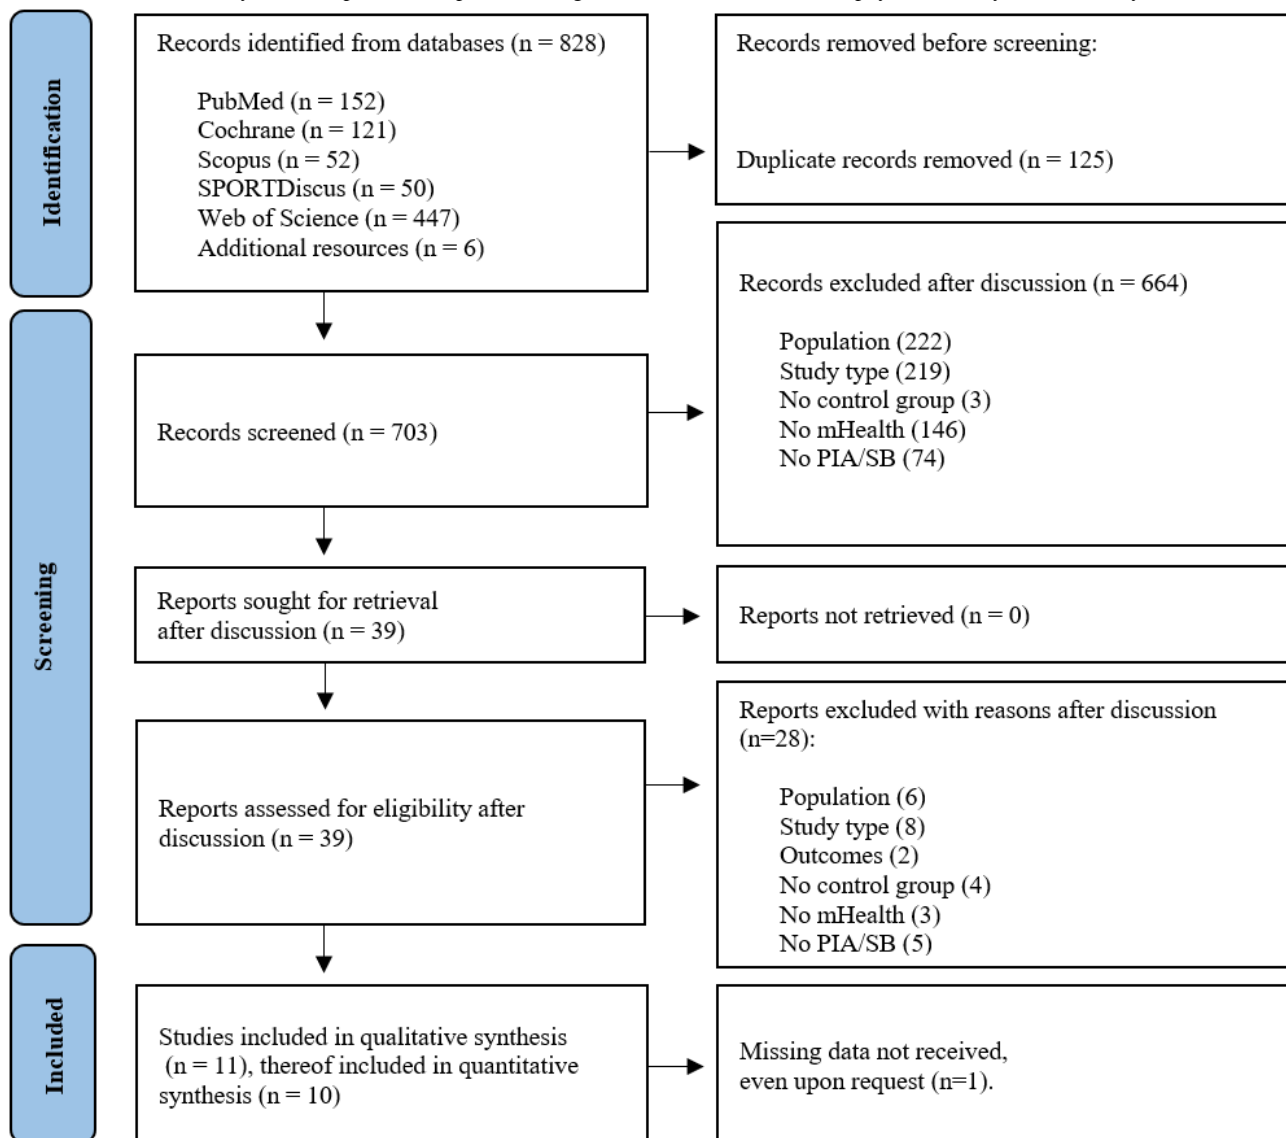 Identification
Records identified from databases (n = 828)
PubMed (n = 152)
Cochrane (n = 121)
Scopus (n = 52)
SPORTDiscus (n = 50)
Web of Science (n = 447)
Additional resources (n = 6)
Records removed before screening:
Duplicate records removed (n = 125)
Screening
Records screened (n = 703)
Records excluded after discussion (n = 664)
Population (222)
Study type (219)
No control group (3)
No mHealth (146)
No PIA/SB (74)
Reports sought for retrieval
after discussion (n = 39)
Reports not retrieved (n = 0)
Reports assessed for eligibility after
discussion (n = 39)
Reports excluded with reasons after discussion
(n=28):
Population (6)
Study type (8)
Outcomes (2)
No control group (4)
No mHealth (3)
No PIA/SB (5)
Included
Studies included in qualitative synthesis
(n = 11), thereof included in quantitative
synthesis (n = 10)
Missing data not received,
even upon request (n=1).